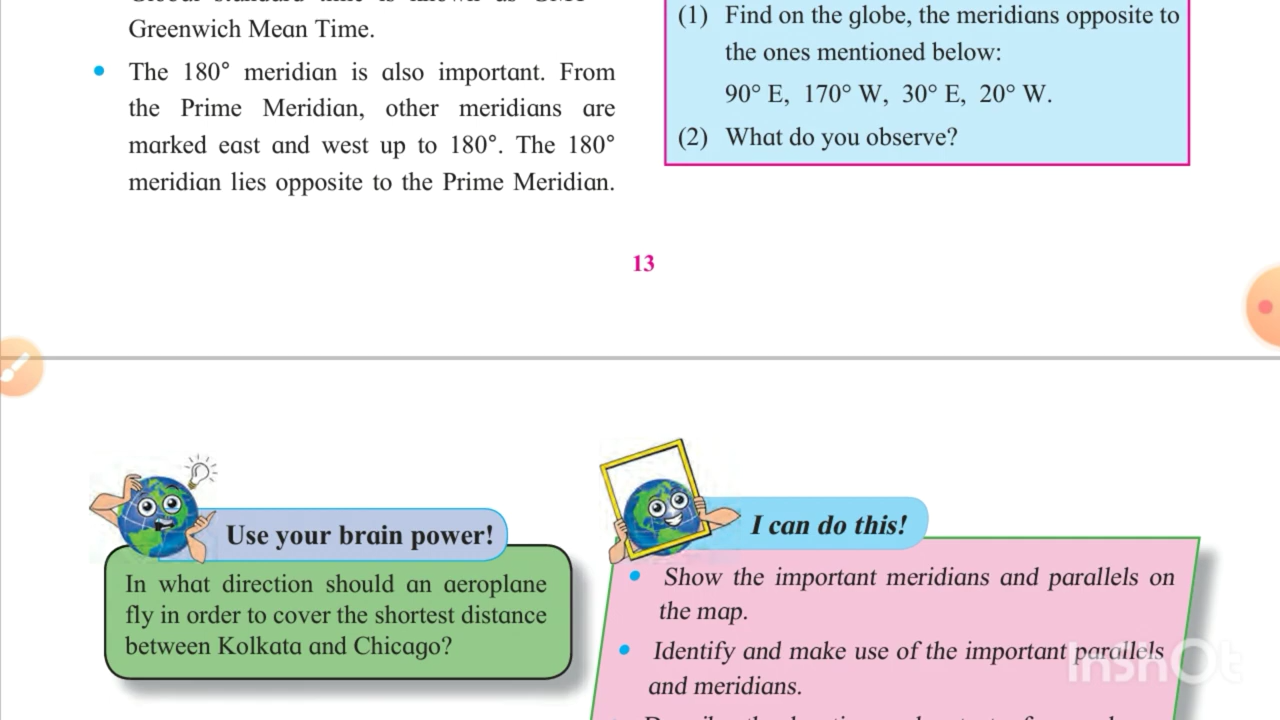 Greenwich Mean Time.
• The 180° meridian is also important. From
the Prime Meridian, other meridians are
marked east and west up to 180°. The 180°
meridian lies opposite to the Prime Meridian.
(1) Find on the globe, the meridians opposite to
the ones mentioned below:
90° E, 170° W, 30° E, 20° W.
(2) What do you observe?
13
Use your brain power!
In what direction should an aeroplane
fly in order to cover the shortest distance
between Kolkata and Chicago?
I can do this!
• Show the important meridians and parallels on
the map.
• Identify and make use of the important parallels
and meridians.
InshOt